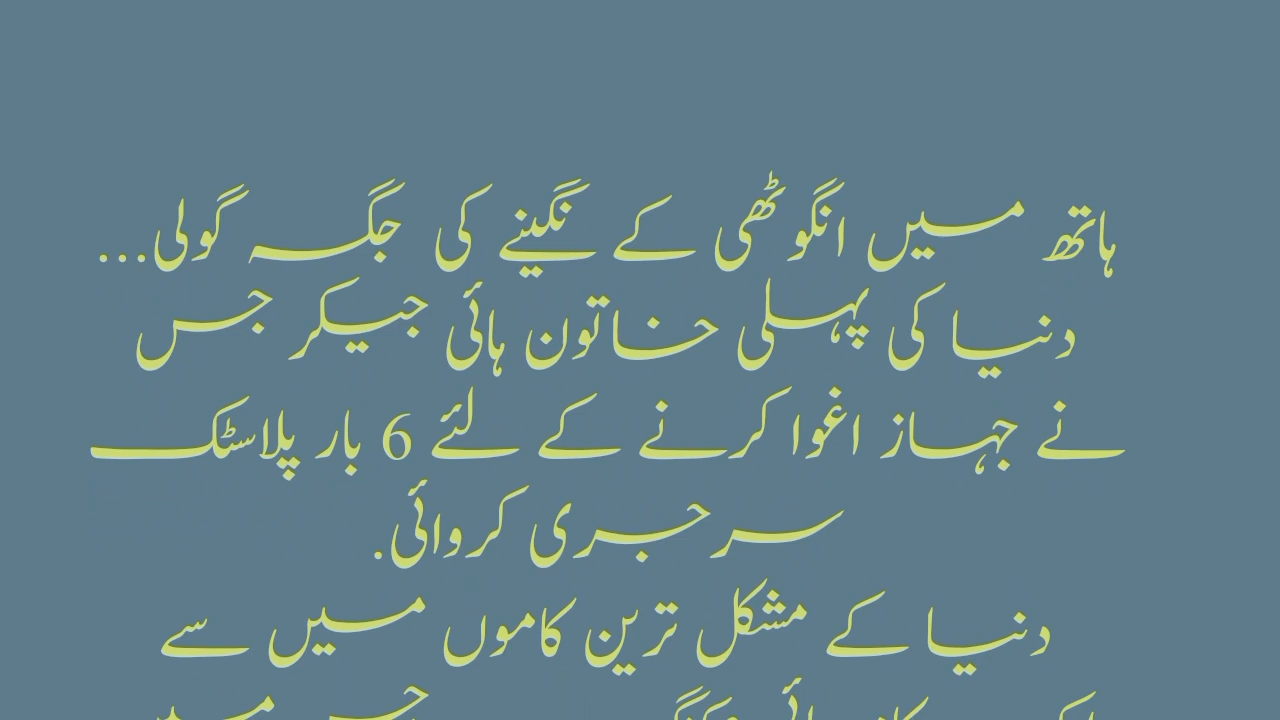 ہاتھ میں انگوٹھی کے نگینے کی جگہ گولی...
دنیا کی پہلی خاتون ہائی جیکر جس
نے جہاز اغوا کرنے کے لئے 6 بار پلاسٹک
سرجری کروائی.
دنیا کے مشکل ترین کاموں میں سے